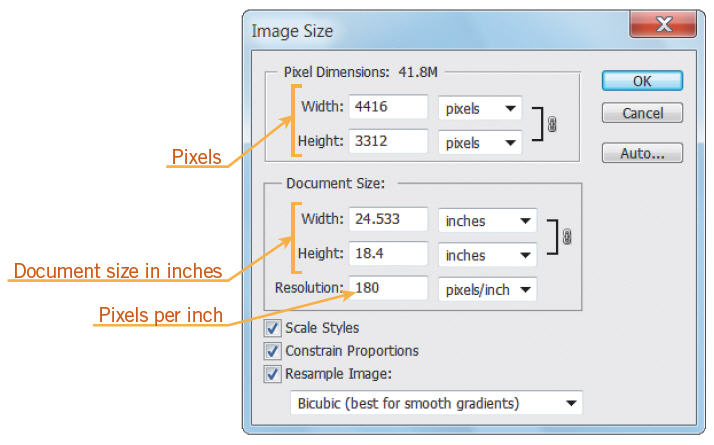 Image Size
Pixel Dimensions: 41.8M
OK
Width: 4416 pixels
Cancel
Height: 3312 pixels
Auto...
Pixels
Document Size:
Width: 24.533 inches
Height: 18.4 inches
Document size in inches
Resolution: 180 pixels/inch
Pixels per inch
Scale Styles
Constrain Proportions
Resample Image:
Bicubic (best for smooth gradients)